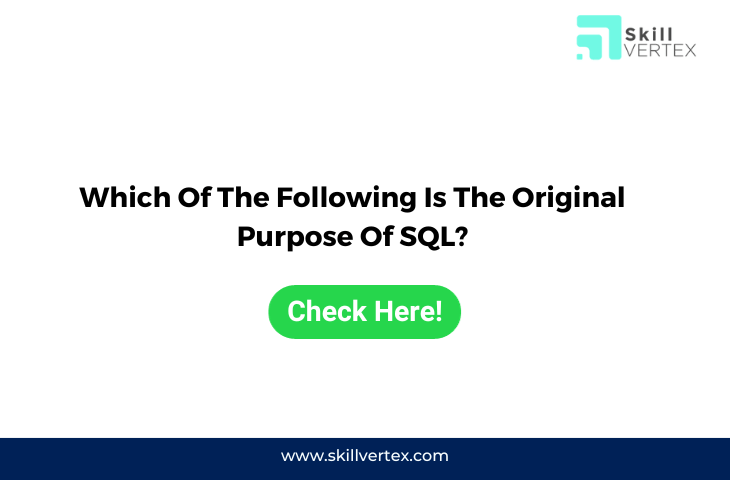 Skill
VERTEX
Which Of The Following Is The Original
Purpose Of SQL?
Check Here!
www.skillvertex.com